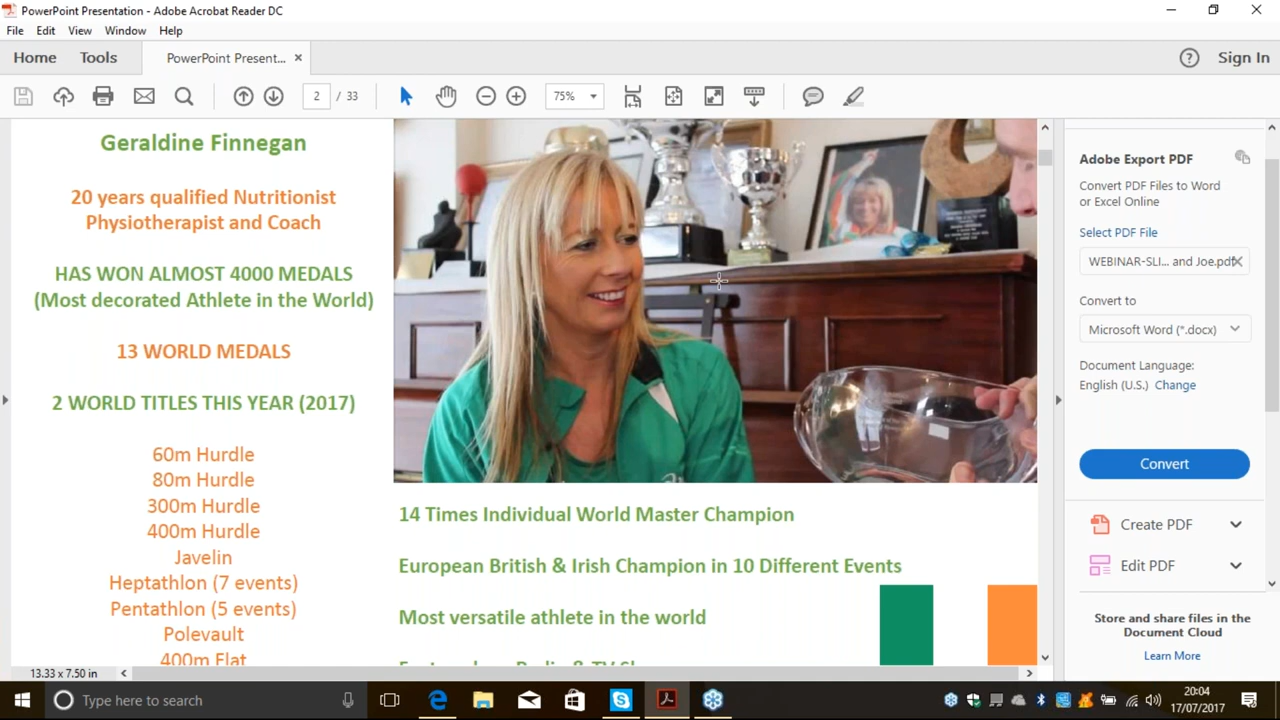 PowerPoint Presentation - Adobe Acrobat Reader DC
File Edit View Window Help
Home Tools PowerPoint Present... ×
? Sign In
2 / 33 75%
Geraldine Finnegan
20 years qualified Nutritionist
Physiotherapist and Coach
HAS WON ALMOST 4000 MEDALS
(Most decorated Athlete in the World)
13 WORLD MEDALS
2 WORLD TITLES THIS YEAR (2017)
60m Hurdle
80m Hurdle
300m Hurdle
400m Hurdle
Javelin
Heptathlon (7 events)
Pentathlon (5 events)
Polevault
400m Flat
14 Times Individual World Master Champion
European British & Irish Champion in 10 Different Events
Most versatile athlete in the world
Adobe Export PDF
Convert PDF Files to Word
or Excel Online
Select PDF File
WEBINAR-SLI... and Joe.pdf
Convert to
Microsoft Word (*.docx)
Document Language:
English (U.S.) Change
Convert
Create PDF
Edit PDF
Store and share files in the
Document Cloud
Learn More
13.33 x 7.50 in
Type here to search
20:04
17/07/2017